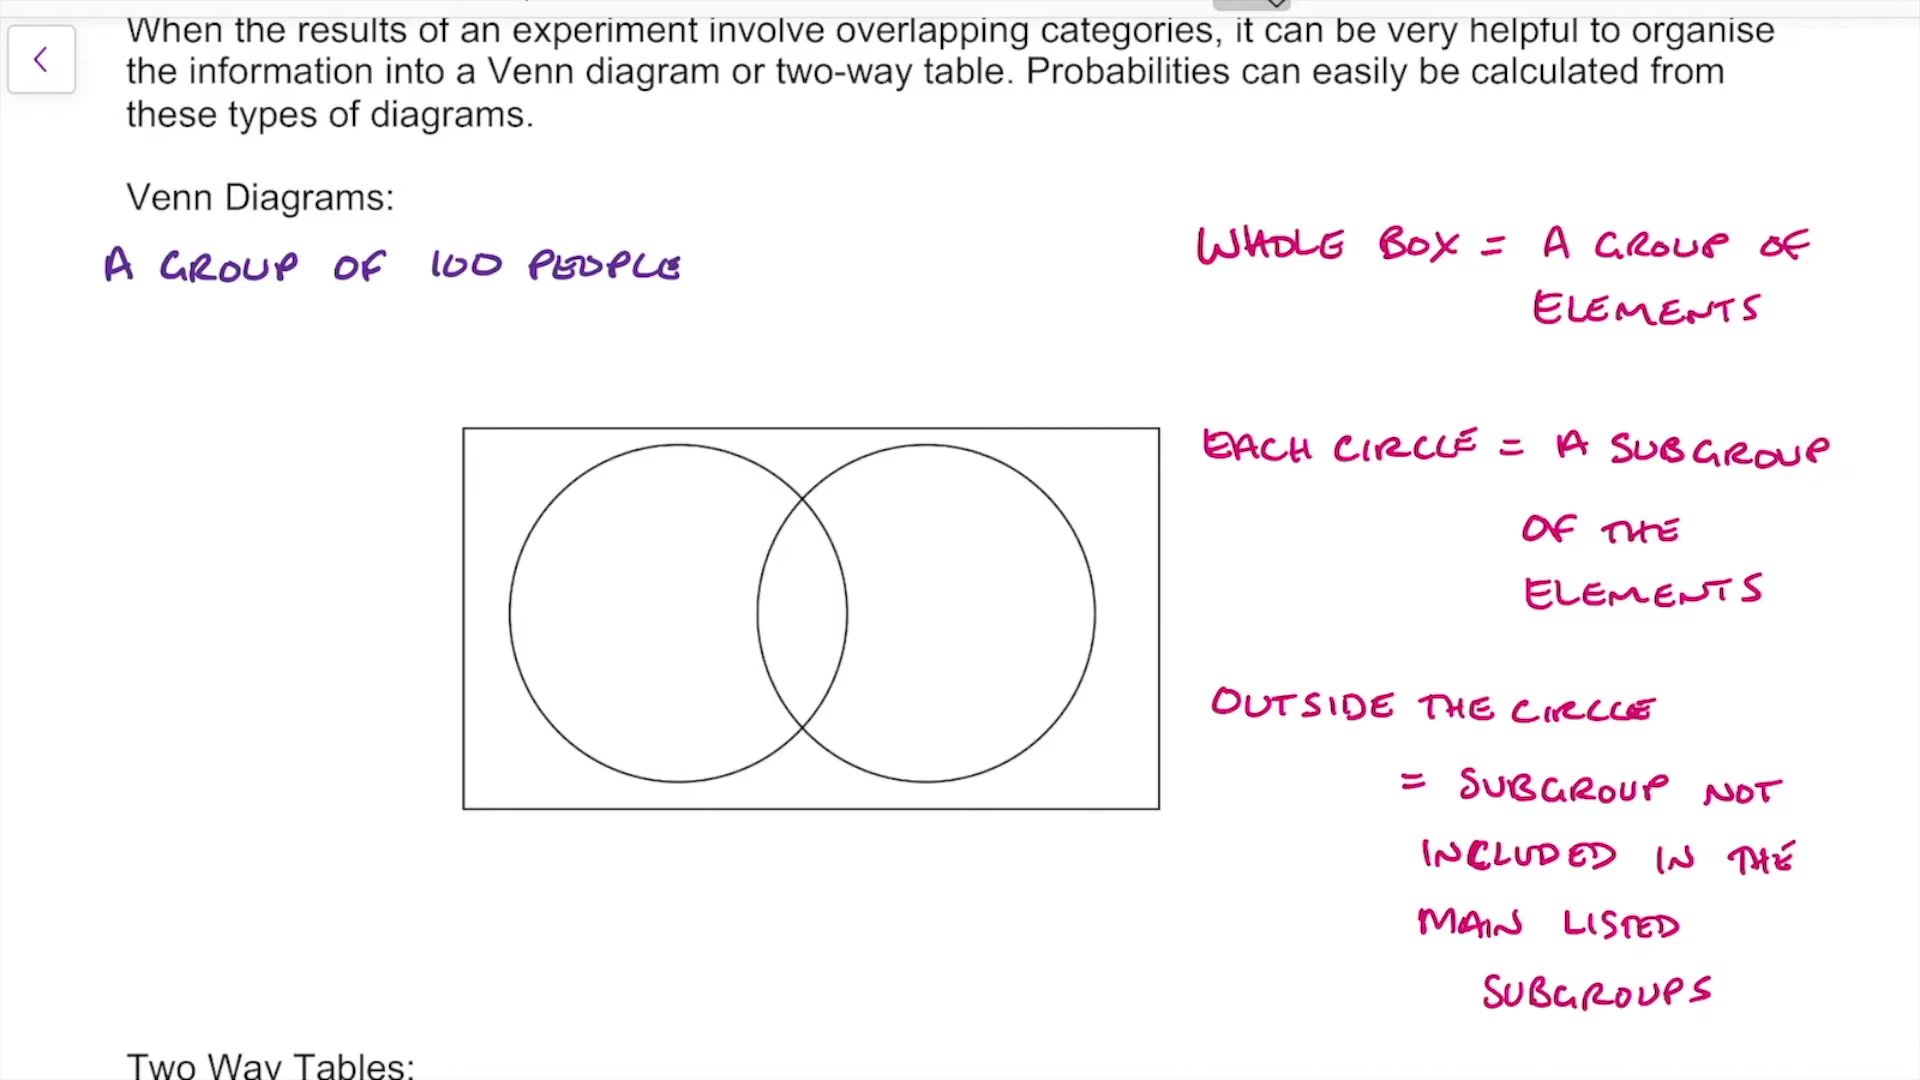 When the results of an experiment involve overlapping categories, it can be very helpful to organise
the information into a Venn diagram or two-way table. Probabilities can easily be calculated from
these types of diagrams.
Venn Diagrams:
A GROUP OF 100 PEOPLE
WHOLE BOX = A GROUP OF
ELEMENTS
EACH CIRCLE = A SUBGROUP
OF THE
ELEMENTS
OUTSIDE THE CIRCLE
= SUBGROUP NOT
INCLUDED IN THE
MAIN LISTED
SUBGROUPS
Two Way Tables: